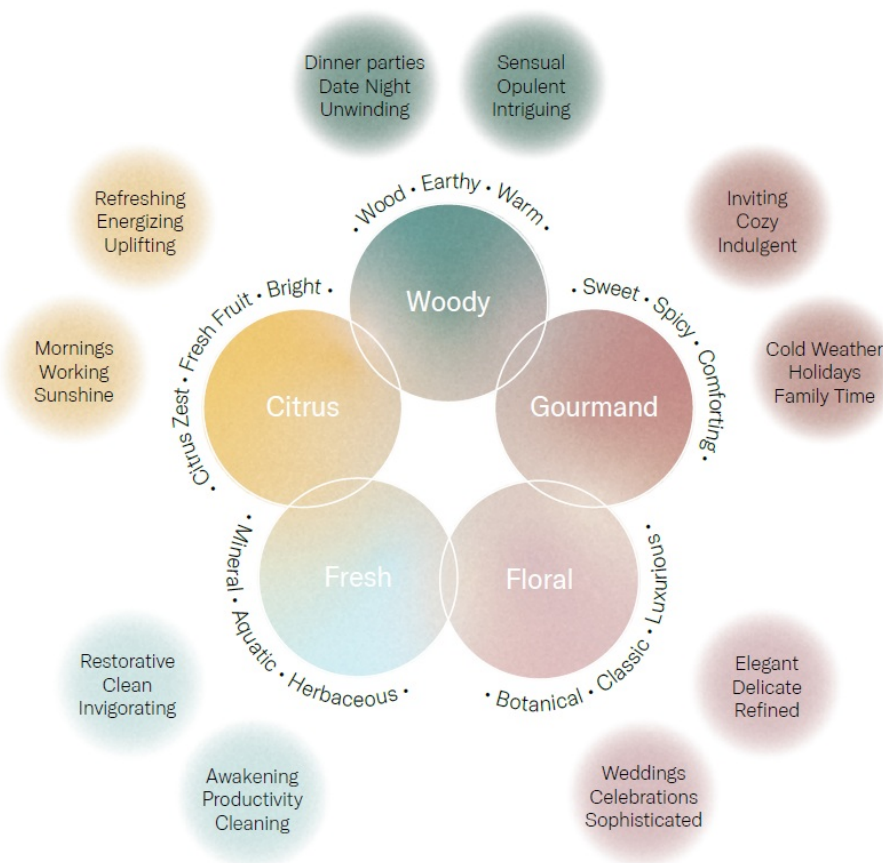 Dinner parties
Date Night
Unwinding
Sensual
Opulent
Intriguing
Refreshing
Energizing
Uplifting
• Wood • Earthy • Warm •
Inviting
Cozy
Indulgent
Woody
• Citrus Zest • Fresh Fruit • Bright •
• Sweet • Spicy • Comforting •
Mornings
Working
Sunshine
Citrus
Gourmand
Cold Weather
Holidays
Family Time
• Mineral • Aquatic • Herbaceous •
Fresh
Floral
• Botanical • Classic • Luxurious •
Restorative
Clean
Invigorating
Elegant
Delicate
Refined
Awakening
Productivity
Cleaning
Weddings
Celebrations
Sophisticated